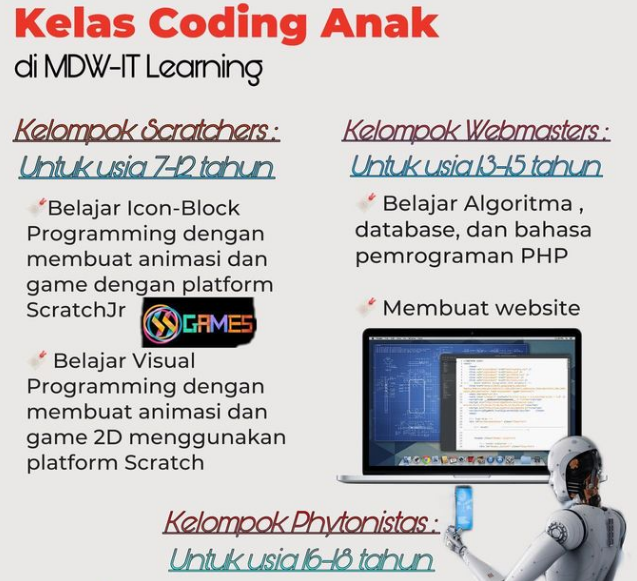 Kelas Coding Anak
di MDW-IT Learning
Kelompok Scratchers :
Untuk usia 7-12 tahun
Belajar Icon-Block
Programming dengan
membuat animasi dan
game dengan platform
ScratchJr
GAMES
Belajar Visual
Programming dengan
membuat animasi dan
game 2D menggunakan
platform Scratch
Kelompok Webmasters :
Untuk usia 13-15 tahun
Belajar Algoritma ,
database, dan bahasa
pemrograman PHP
Membuat website
Kelompok Phytonistas :
Untuk usia 16-18 tahun